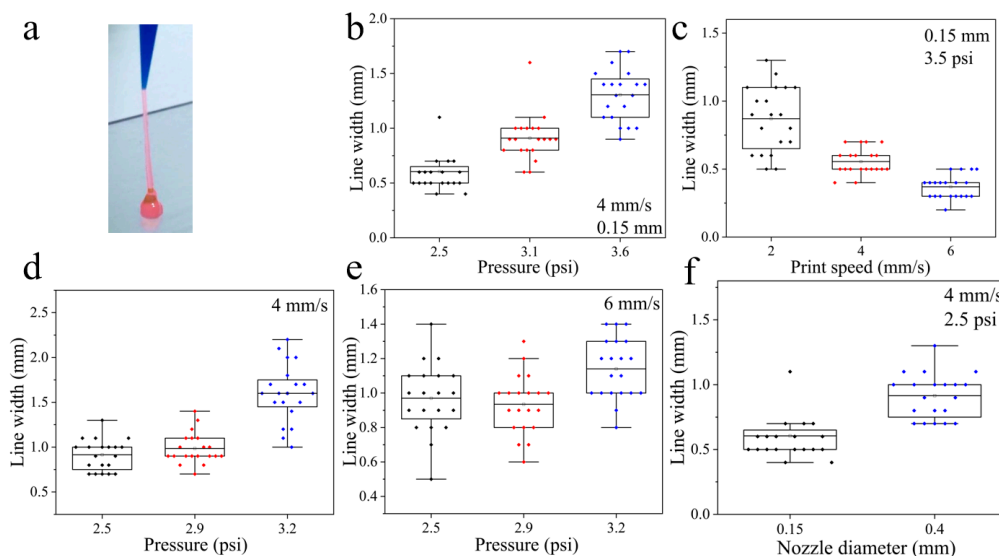 a
b
Line width (mm)
2.0
1.5
1.0
0.5
0.0
4 mm/s
0.15 mm
2.5
3.1
3.6
Pressure (psi)
c
Line width (mm)
1.5
1.0
0.5
0.0
0.15 mm
3.5 psi
2
4
6
Print speed (mm/s)
d
Line width (mm)
2.5
2.0
1.5
1.0
0.5
4 mm/s
2.5
2.9
3.2
Pressure (psi)
e
Line width (mm)
1.6
1.4
1.2
1.0
0.8
0.6
0.4
6 mm/s
2.5
2.9
3.2
Pressure (psi)
f
Line width (mm)
1.5
1.0
0.5
0.0
4 mm/s
2.5 psi
0.15
0.4
Nozzle diameter (mm)